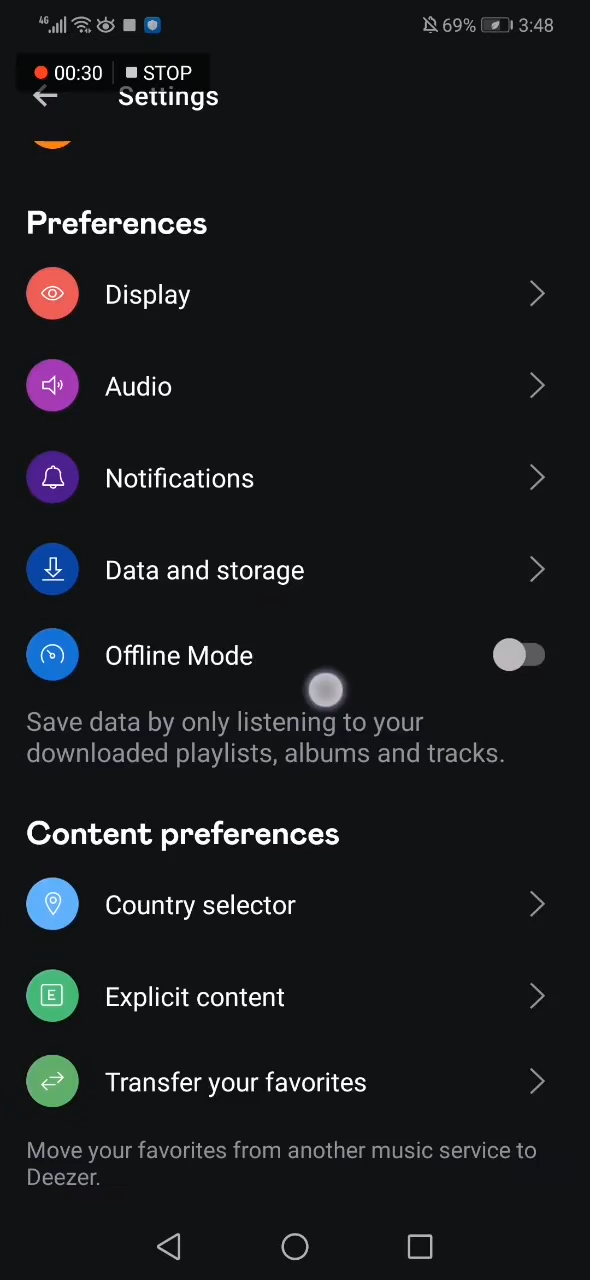 4G 69% 3:48
00:30 STOP
Settings
Preferences
Display
Audio
Notifications
Data and storage
Offline Mode
Save data by only listening to your
downloaded playlists, albums and tracks.
Content preferences
Country selector
E Explicit content
Transfer your favorites
Move your favorites from another music service to
Deezer.